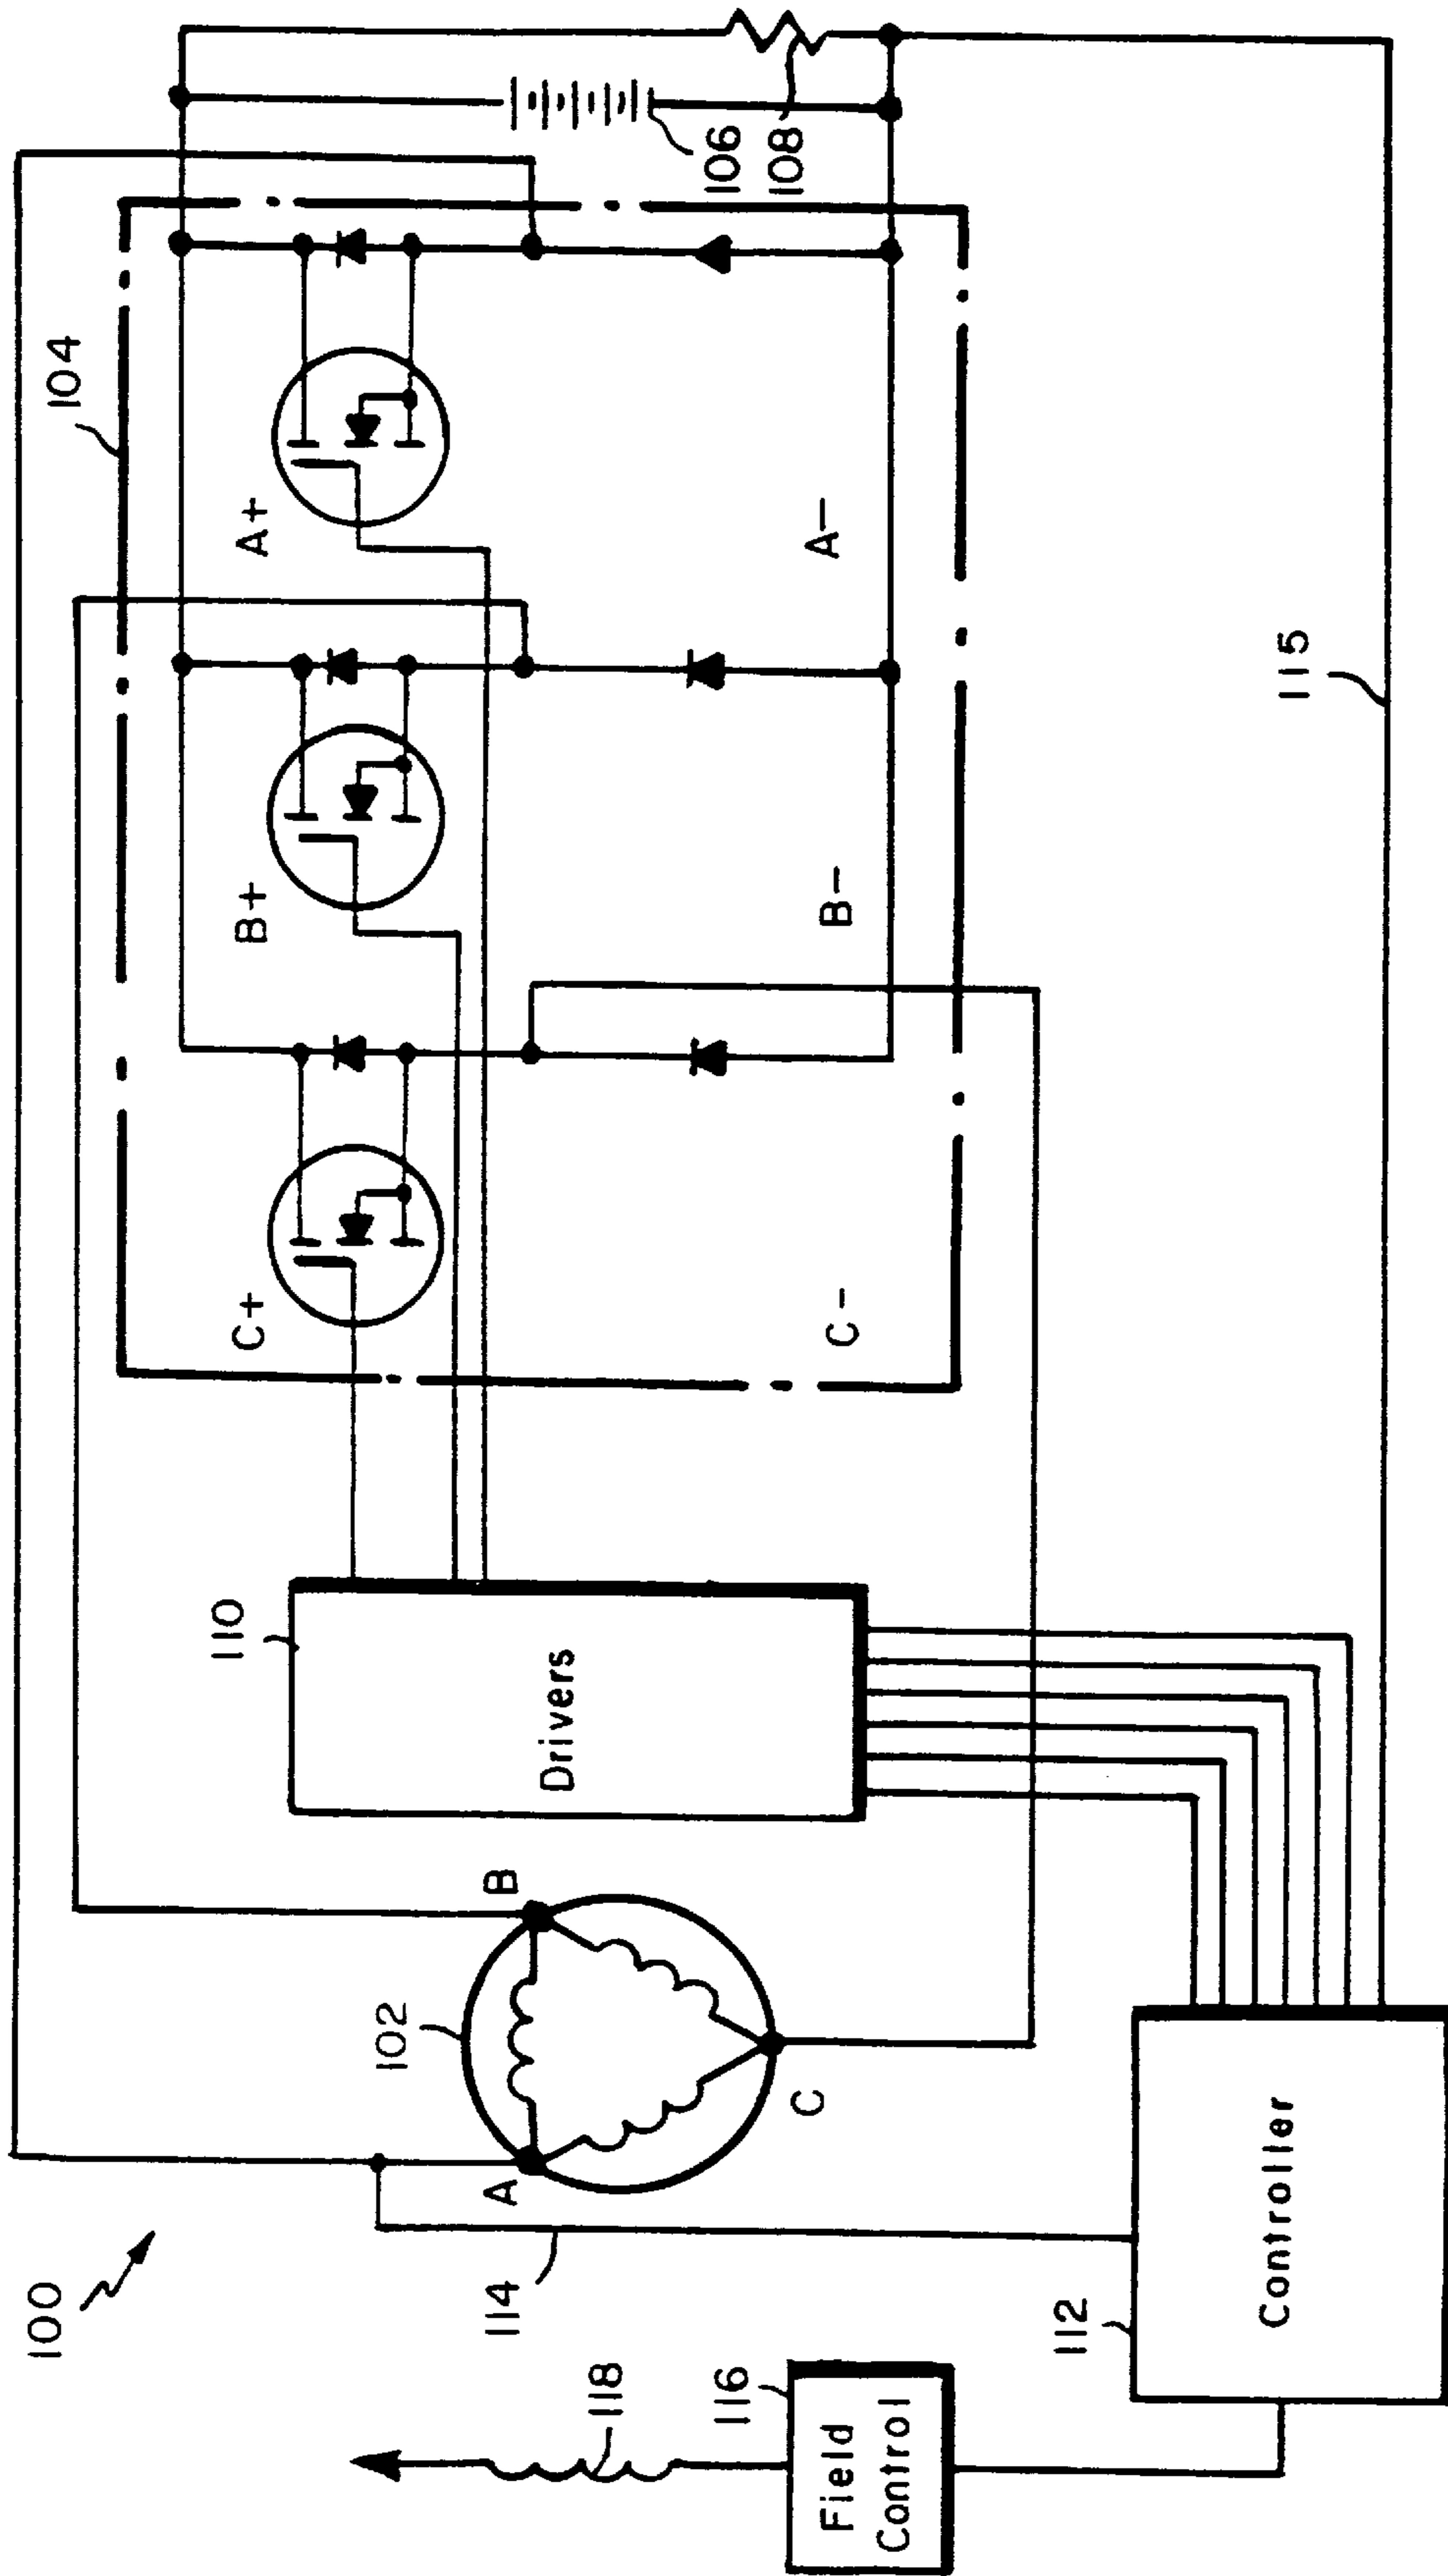 100
104
A+
B+
C+
A−
B−
C−
106
108
110
Drivers
102
A
B
C
114
115
112
Controller
116
Field
Control
118